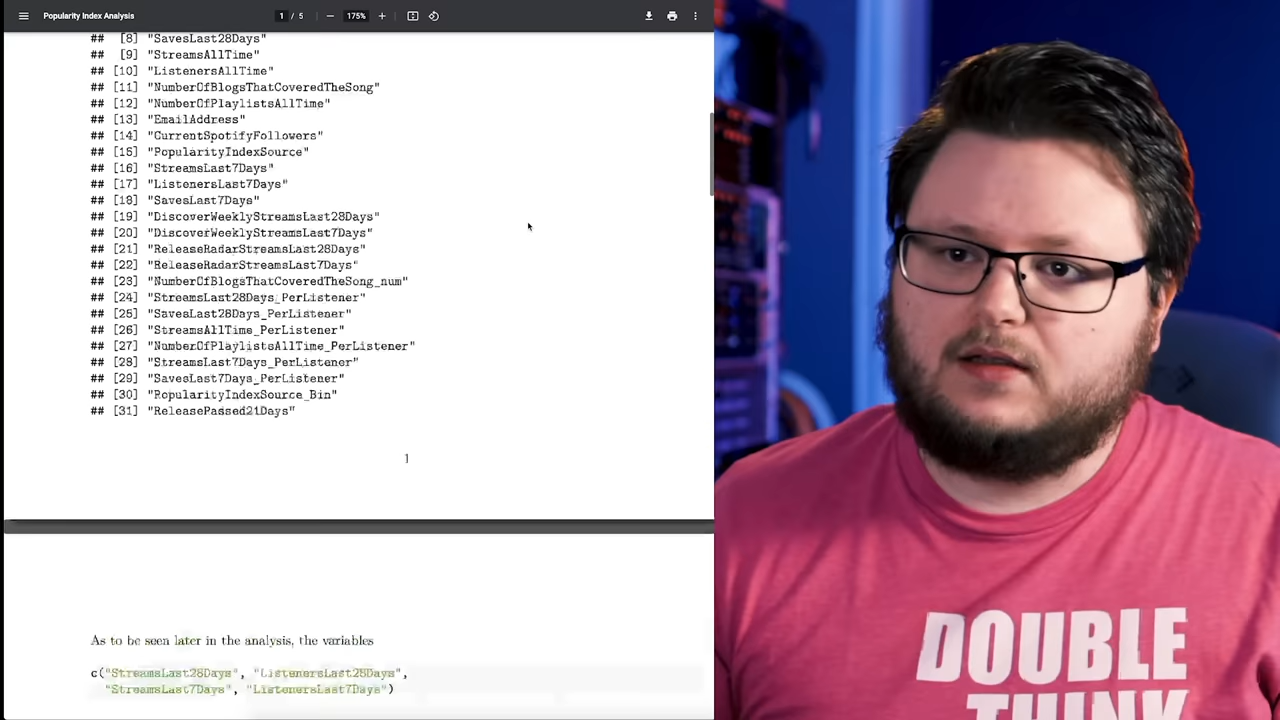 Popularity Index Analysis
1 / 5
175%
## [8] "SavesLast28Days"
## [9] "StreamsAllTime"
## [10] "ListenersAllTime"
## [11] "NumberOfBlogsThatCoveredTheSong"
## [12] "NumberOfPlaylistsAllTime"
## [13] "EmailAddress"
## [14] "CurrentSpotifyFollowers"
## [15] "PopularityIndexSource"
## [16] "StreamsLast7Days"
## [17] "ListenersLast7Days"
## [18] "SavesLast7Days"
## [19] "DiscoverWeeklyStreamsLast28Days"
## [20] "DiscoverWeeklyStreamsLast7Days"
## [21] "ReleaseRadarStreamsLast28Days"
## [22] "ReleaseRadarStreamsLast7Days"
## [23] "NumberOfBlogsThatCoveredTheSong_num"
## [24] "StreamsLast28Days_PerListener"
## [25] "SavesLast28Days_PerListener"
## [26] "StreamsAllTime_PerListener"
## [27] "NumberOfPlaylistsAllTime_PerListener"
## [28] "StreamsLast7Days_PerListener"
## [29] "SavesLast7Days_PerListener"
## [30] "PopularityIndexSource_Bin"
## [31] "ReleasePassed21Days"
1
As to be seen later in the analysis, the variables
c("StreamsLast28Days", "ListenersLast28Days",
"StreamsLast7Days", "ListenersLast7Days")
DOUBLE
THINK